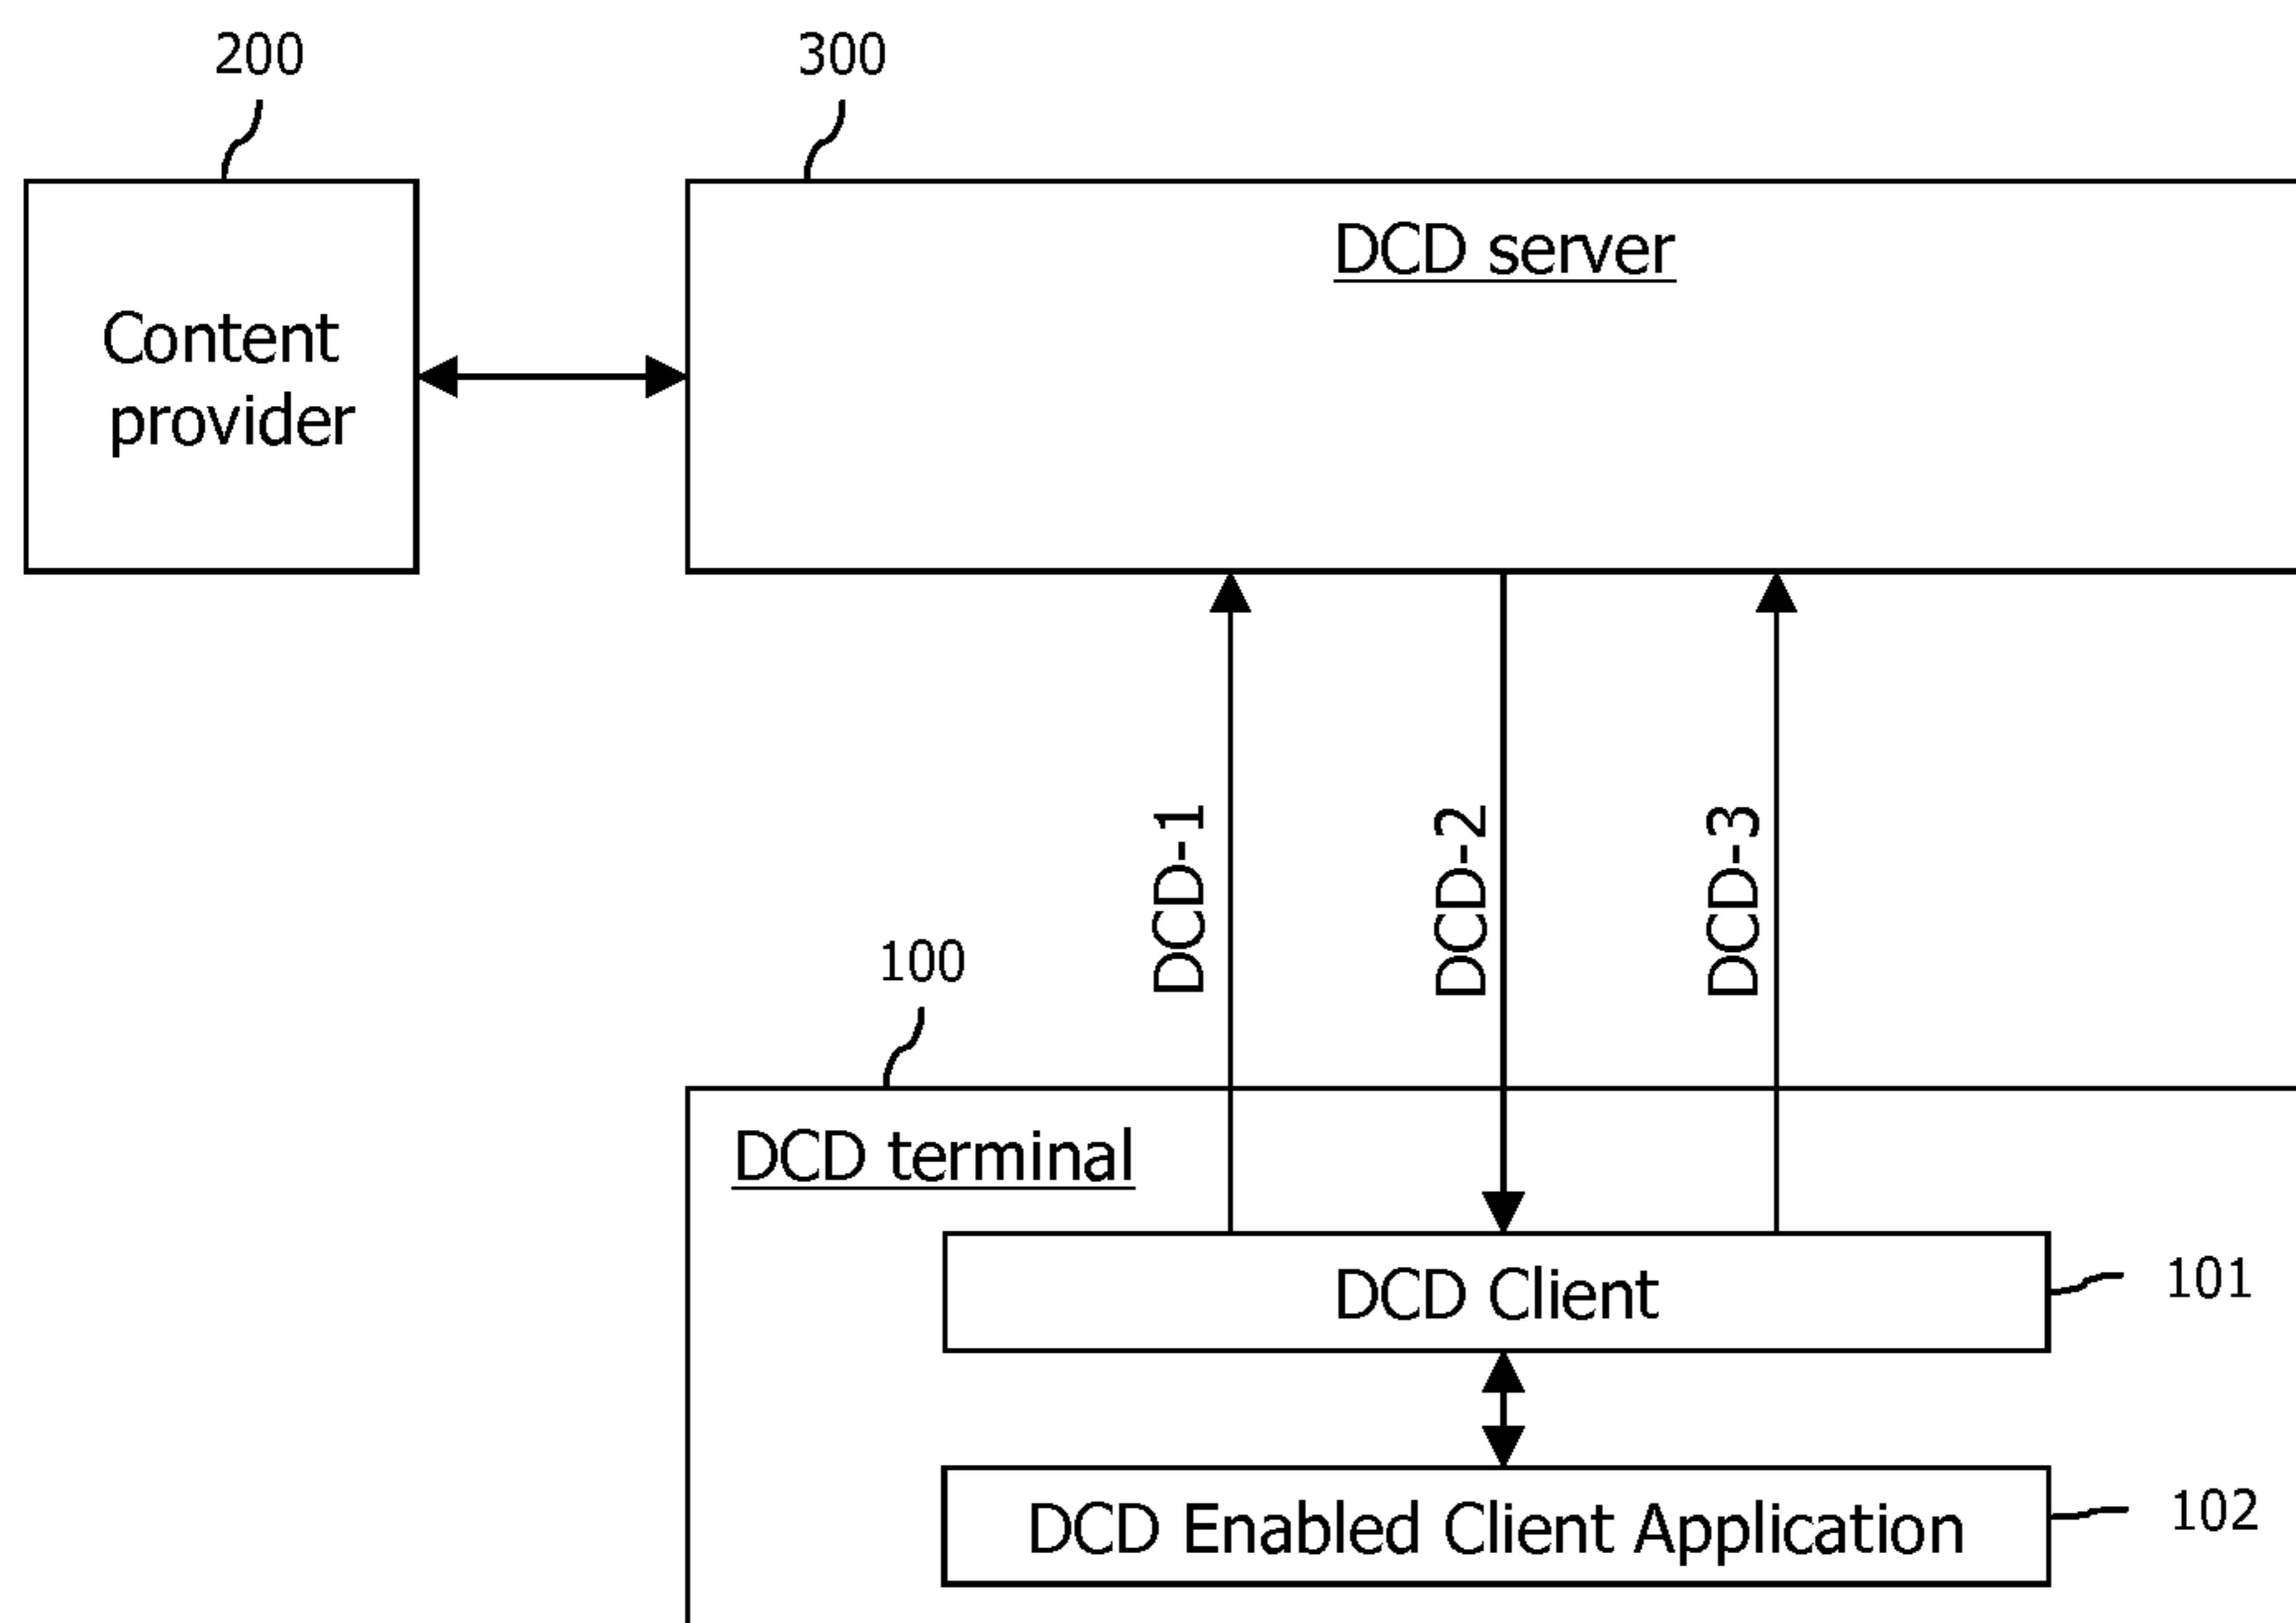 200
300
DCD server
Content
provider
DCD-1
DCD-2
DCD-3
100
DCD terminal
DCD Client
101
DCD Enabled Client Application
102